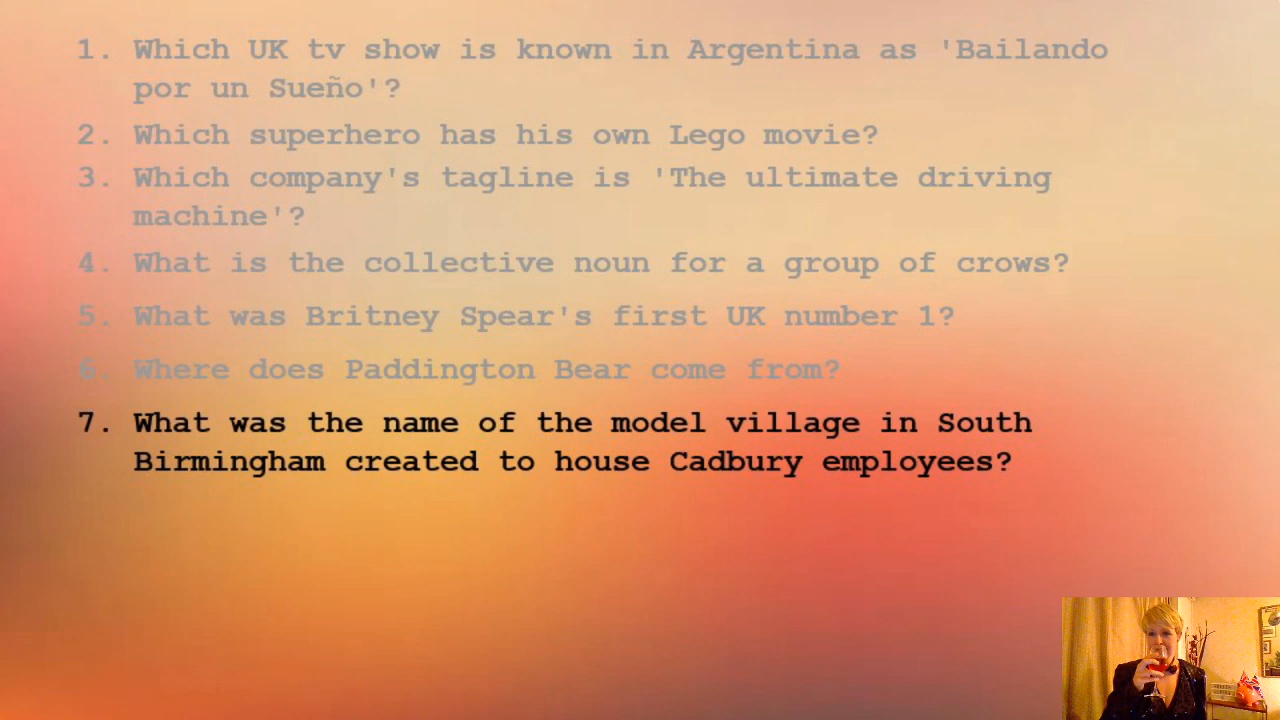 1. Which UK tv show is known in Argentina as 'Bailando
por un Sueño'?
2. Which superhero has his own Lego movie?
3. Which company's tagline is 'The ultimate driving
machine'?
4. What is the collective noun for a group of crows?
5. What was Britney Spear's first UK number 1?
6. Where does Paddington Bear come from?
7. What was the name of the model village in South
Birmingham created to house Cadbury employees?